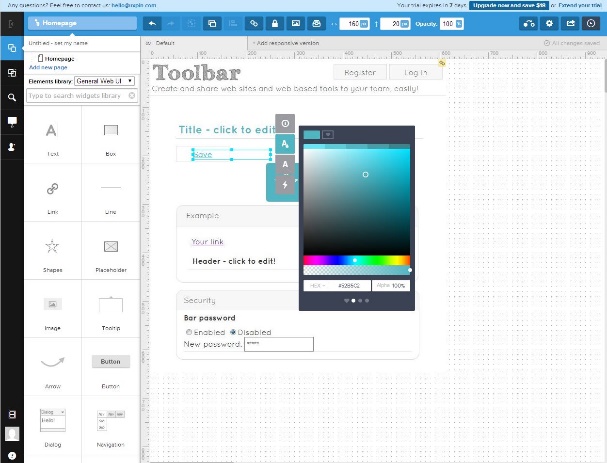 Any questions? Feel free to contact us: hello@uxpin.com
Your trial expires in 7 days Upgrade now and save $49 or Extend your trial
Homepage
160 20 Opacity: 100 %
Untitled - set my name
Default
+ Add responsive version
All changes saved
Homepage
Add new page
Elements library: General Web UI
Type to search widgets library
Toolbar
Register
Log In
Create and share web sites and web based tools to your team, easily!
Text
Box
Title - click to edit
Save
Link
Line
Example
Your link
Header - click to edit!
Shapes
Placeholder
HEX
Alpha: 100%
Security
Bar password
Enabled Disabled
New password: *****
Image
Tooltip
Arrow
Button
Button
Dialog
Hello!
Dialog
Navigation